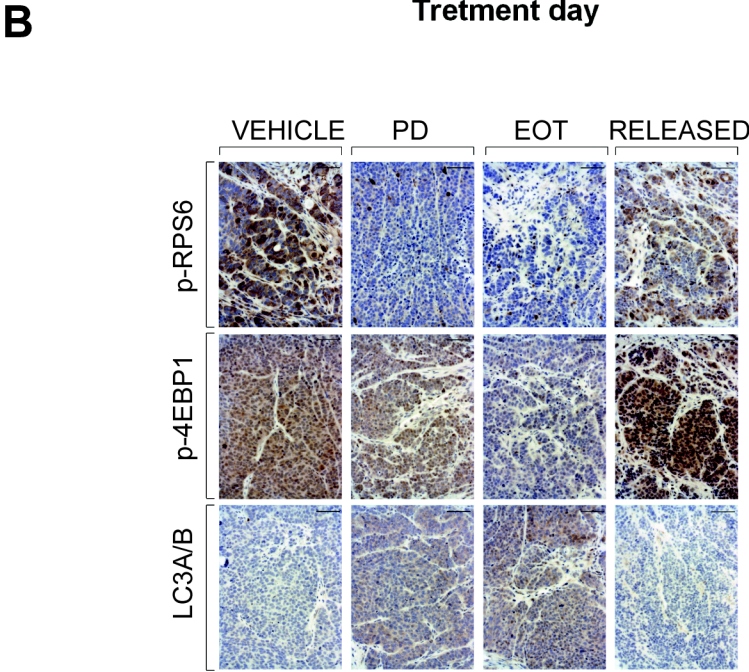 B
Tretment day
VEHICLE PD EOT RELEASED
p-RPS6
p-4EBP1
LC3A/B